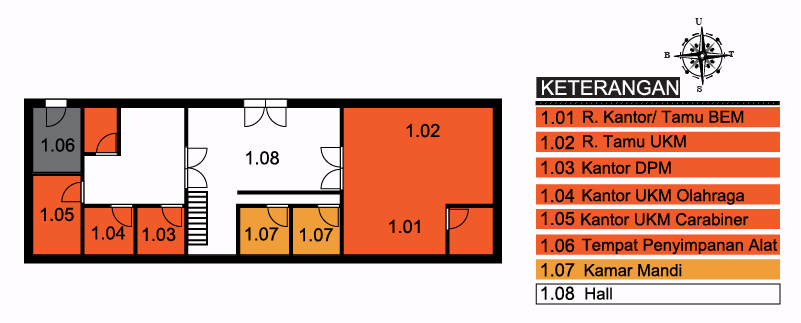 U
B T
S
KETERANGAN
1.01 R. Kantor/ Tamu BEM
1.02 R. Tamu UKM
1.03 Kantor DPM
1.04 Kantor UKM Olahraga
1.05 Kantor UKM Carabiner
1.06 Tempat Penyimpanan Alat
1.07 Kamar Mandi
1.08 Hall
1.06
1.02
1.08
1.05
1.04
1.03
1.07
1.07
1.01